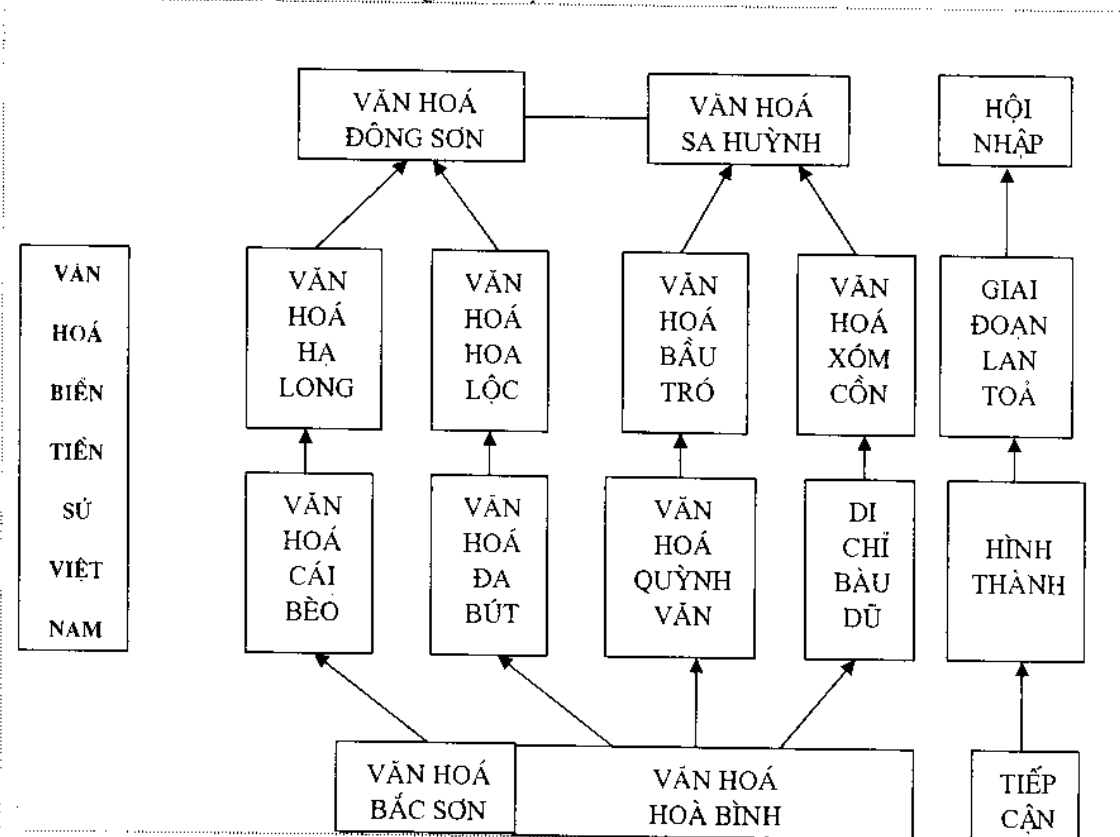 VĂN HOÁ
ĐÔNG SƠN
VĂN HOÁ
SA HUỲNH
HỘI
NHẬP
VĂN
HOÁ
BIỂN
TIỀN
SỬ
VIỆT
NAM
VĂN
HOÁ
HẠ
LONG
VĂN
HOÁ
HOA
LỘC
VĂN
HOÁ
BẦU
TRÓ
VĂN
HOÁ
XÓM
CỒN
GIAI
ĐOẠN
LAN
TOẢ
VĂN
HOÁ
CÁI
BÈO
VĂN
HOÁ
ĐA
BÚT
VĂN
HOÁ
QUỲNH
VĂN
DI
CHỈ
BÀU
DŨ
HÌNH
THÀNH
VĂN HOÁ
BẮC SƠN
VĂN HOÁ
HOÀ BÌNH
TIẾP
CẬN